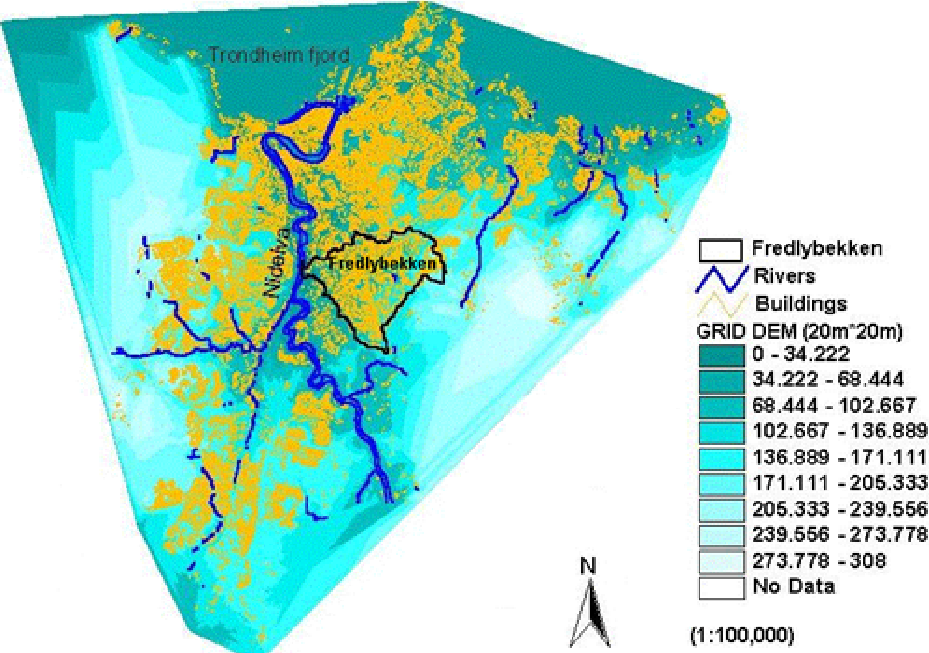 Trondheim fjord
Nidelva
Fredlybekken
Fredlybekken
Rivers
Buildings
GRID DEM (20m*20m)
0 - 34.222
34.222 - 68.444
68.444 - 102.667
102.667 - 136.889
136.889 - 171.111
171.111 - 205.333
205.333 - 239.556
239.556 - 273.778
273.778 - 308
No Data
N
(1:100,000)